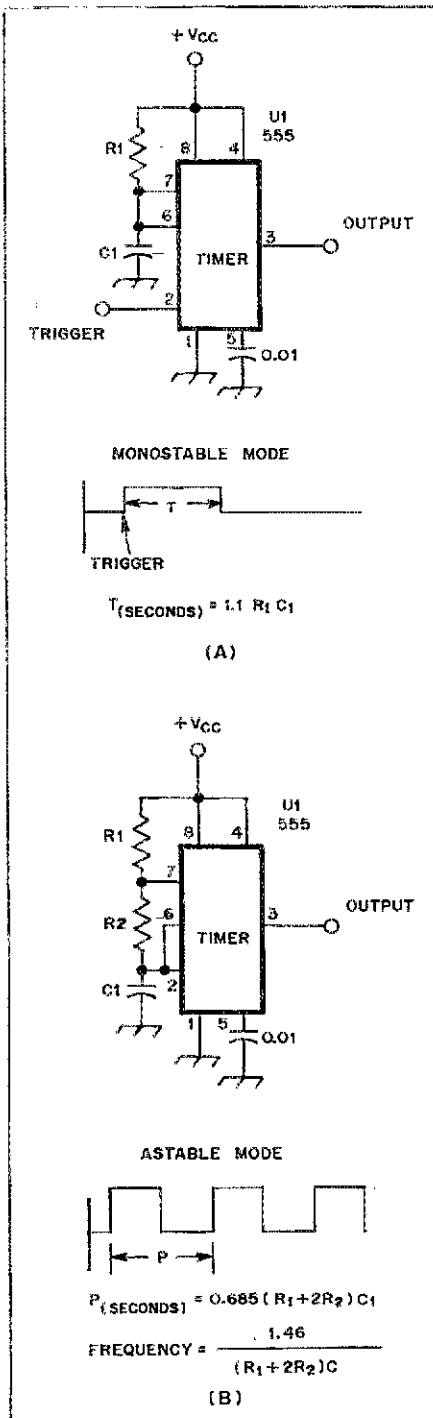 + VCC
U1
555
R1
8
4
7
6
C1
TIMER
3
OUTPUT
2
TRIGGER
1
5
0.01
MONOSTABLE MODE
T
TRIGGER
T(SECONDS) = 1.1 R1 C1
(A)
+ VCC
U1
555
R1
8
4
7
R2
6
TIMER
3
OUTPUT
C1
2
1
5
0.01
ASTABLE MODE
P
P(SECONDS) = 0.685 (R1+2R2) C1
FREQUENCY = 1.46
(R1+2R2)C
(B)